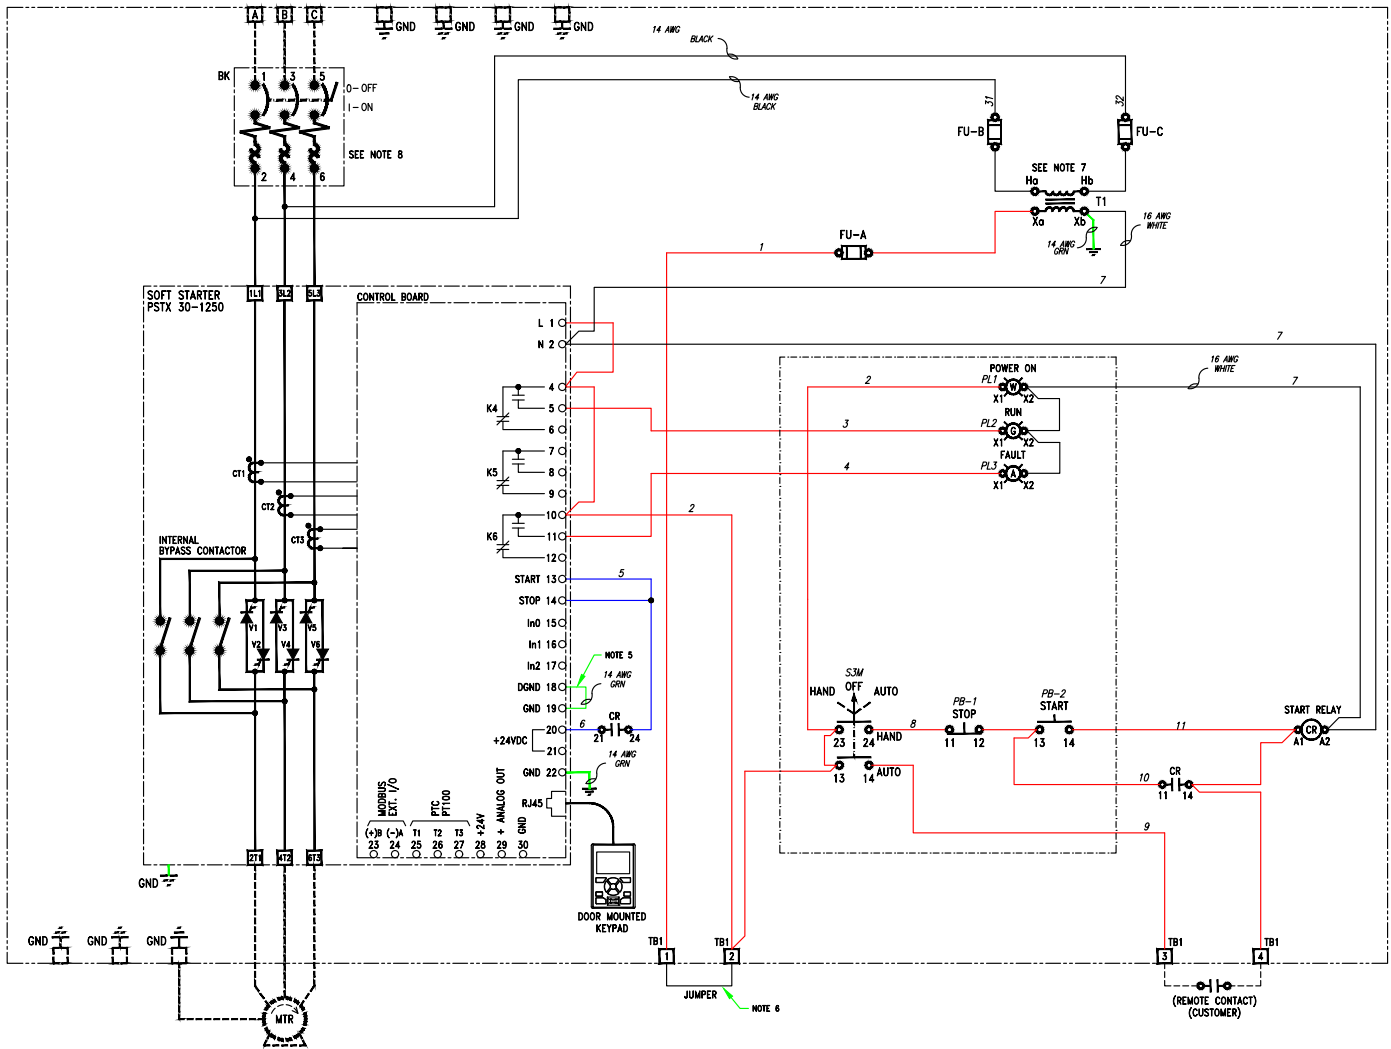 A B C GND GND GND GND
14 AWG
BLACK
BK 1 3 5
O-OFF
I-ON
14 AWG
BLACK
31 32
FU-B FU-C
SEE NOTE 8
2 4 6
SEE NOTE 7
Ha Hb
T1
Xa Xb
16 AWG
WHITE
14 AWG
GRN
FU-A
1
7
SOFT STARTER
PSTX 30-1250
1L1 3L2 5L3
CONTROL BOARD
L 1
N 2
7
16 AWG
WHITE
POWER ON
PL1 W
X1 X2
2
7
4
K4 5
6
3
RUN
PL2 G
X1 X2
FAULT
PL3 A
X1 X2
4
7
K5 8
9
CT1
CT2
CT3
10
2
K6 11
12
INTERNAL
BYPASS CONTACTOR
START 13
5
STOP 14
In0 15
In1 16
In2 17
V1 V3 V5
V2 V4 V6
NOTE 5
DGND 18
14 AWG
GRN
GND 19
20
6
CR
21 24
+24VDC
21
14 AWG
GRN
GND 22
RJ45
S3M
HAND OFF AUTO
23 24 HAND
13 14 AUTO
8
PB-1
STOP
11 12
PB-2
START
13 14
11
START RELAY
CR
A1 A2
10
CR
11 14
9
MODBUS
EXT. I/O
PTC
PT100
+24V
+ ANALOG OUT
GND
(+)B (-)A T1 T2 T3
23 24 25 26 27 28 29 30
2T1 4T2 6T3
GND
DOOR MOUNTED
KEYPAD
GND GND GND
TB1 TB1 TB1 TB1
1 2 3 4
JUMPER
NOTE 6
(REMOTE CONTACT)
(CUSTOMER)
MTR